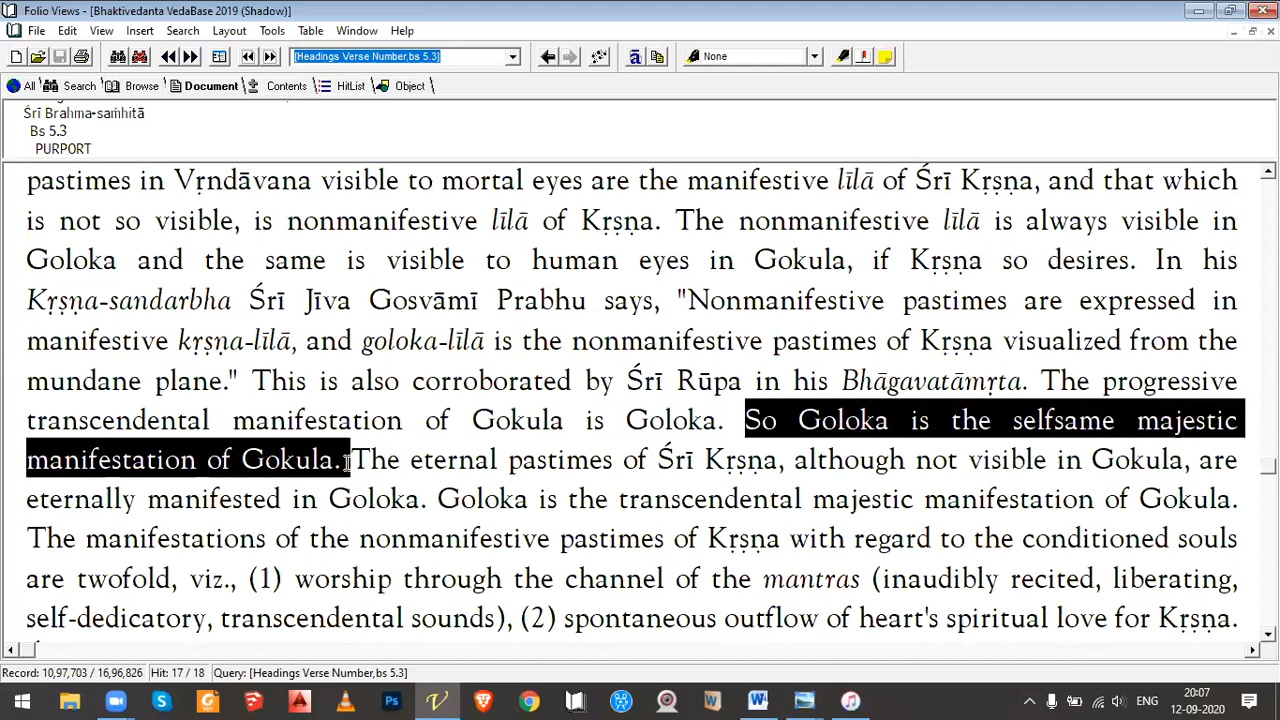 Folio Views - [Bhaktivedanta VedaBase 2019 (Shadow)]
File Edit View Insert Search Layout Tools Table Window Help
[Headings Verse Number,bs 5.3] None
All Search Browse Document Contents HitList Object
Śrī Brahma-saṁhitā
Bs 5.3
PURPORT
pastimes in Vṛndāvana visible to mortal eyes are the manifestive līlā of Śrī Kṛṣṇa, and that which
is not so visible, is nonmanifestive līlā of Kṛṣṇa. The nonmanifestive līlā is always visible in
Goloka and the same is visible to human eyes in Gokula, if Kṛṣṇa so desires. In his
Kṛṣṇa-sandarbha Śrī Jīva Gosvāmī Prabhu says, "Nonmanifestive pastimes are expressed in
manifestive kṛṣṇa-līlā, and goloka-līlā is the nonmanifestive pastimes of Kṛṣṇa visualized from the
mundane plane." This is also corroborated by Śrī Rūpa in his Bhāgavatāmṛta. The progressive
transcendental manifestation of Gokula is Goloka. So Goloka is the selfsame majestic
manifestation of Gokula. The eternal pastimes of Śrī Kṛṣṇa, although not visible in Gokula, are
eternally manifested in Goloka. Goloka is the transcendental majestic manifestation of Gokula.
The manifestations of the nonmanifestive pastimes of Kṛṣṇa with regard to the conditioned souls
are twofold, viz., (1) worship through the channel of the mantras (inaudibly recited, liberating,
self-dedicatory, transcendental sounds), (2) spontaneous outflow of heart's spiritual love for Kṛṣṇa.
Record: 10,97,703 / 16,96,826 Hit: 17 / 18 Query: [Headings Verse Number,bs 5.3]
ENG 20:07
12-09-2020